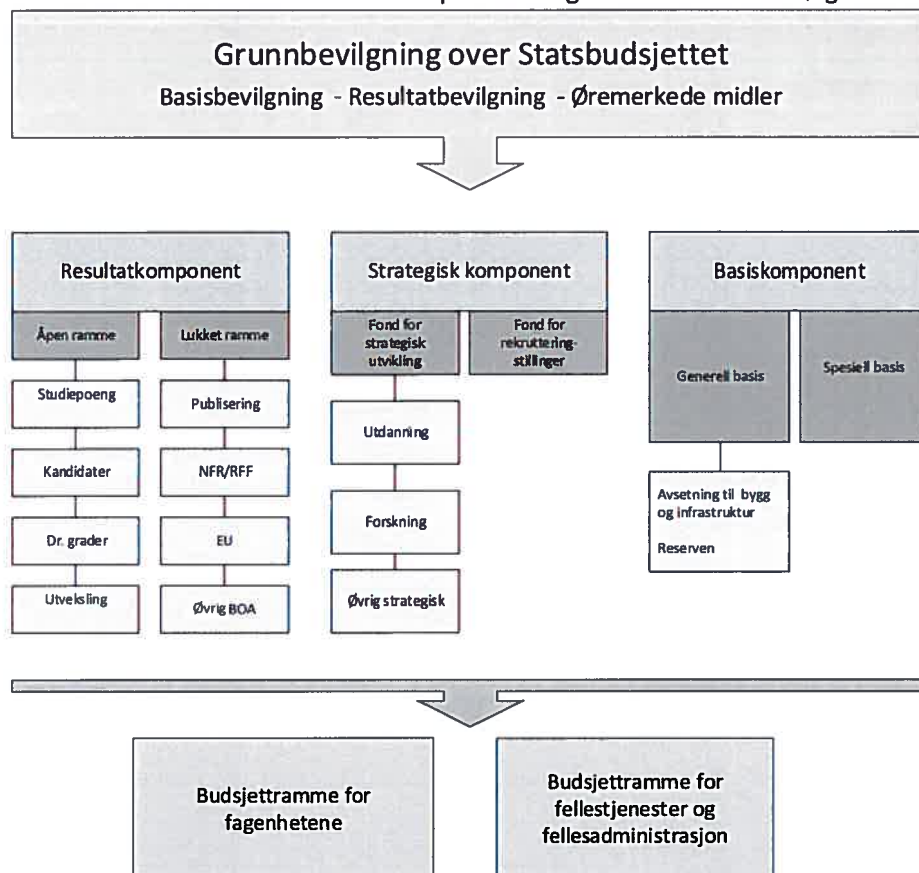 Grunnbevilgning over Statsbudsjettet
Basisbevilgning - Resultatbevilgning - Øremerkede midler
Resultatkomponent
Åpen ramme
Lukket ramme
Studiepoeng
Publisering
Kandidater
NFR/RFF
Dr. grader
EU
Utveksling
Øvrig BOA
Strategisk komponent
Fond for
strategisk
utvikling
Fond for
rekruttering-
stillinger
Utdanning
Forskning
Øvrig strategisk
Basiskomponent
Generell basis
Spesiell basis
Avsetning til bygg
og infrastruktur
Reserven
Budsjettramme for
fagenhetene
Budsjettramme for
fellestjenester og
fellesadministrasjon